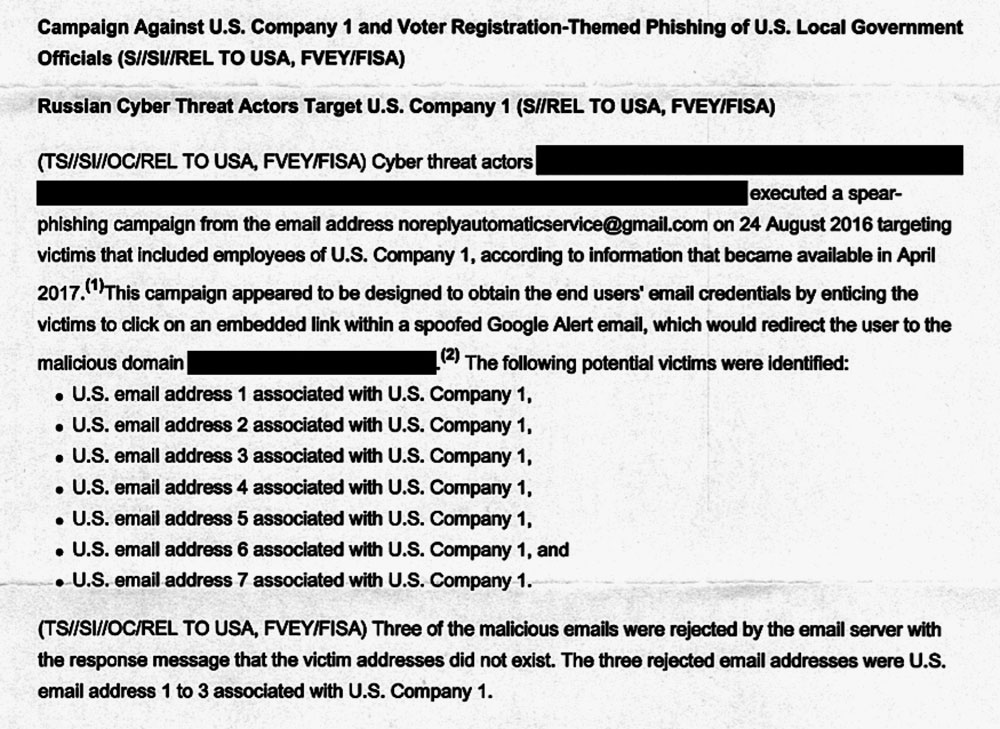 Campaign Against U.S. Company 1 and Voter Registration-Themed Phishing of U.S. Local Government
Officials (S//SI//REL TO USA, FVEY/FISA)
Russian Cyber Threat Actors Target U.S. Company 1 (S//REL TO USA, FVEY/FISA)
(TS//SI//OC/REL TO USA, FVEY/FISA) Cyber threat actors
executed a spear-
phishing campaign from the email address noreplyautomaticservice@gmail.com on 24 August 2016 targeting
victims that included employees of U.S. Company 1, according to information that became available in April
2017.(1)This campaign appeared to be designed to obtain the end users' email credentials by enticing the
victims to click on an embedded link within a spoofed Google Alert email, which would redirect the user to the
malicious domain .(2) The following potential victims were identified:
• U.S. email address 1 associated with U.S. Company 1,
• U.S. email address 2 associated with U.S. Company 1,
• U.S. email address 3 associated with U.S. Company 1,
• U.S. email address 4 associated with U.S. Company 1,
• U.S. email address 5 associated with U.S. Company 1,
• U.S. email address 6 associated with U.S. Company 1, and
• U.S. email address 7 associated with U.S. Company 1.
(TS//SI//OC/REL TO USA, FVEY/FISA) Three of the malicious emails were rejected by the email server with
the response message that the victim addresses did not exist. The three rejected email addresses were U.S.
email address 1 to 3 associated with U.S. Company 1.